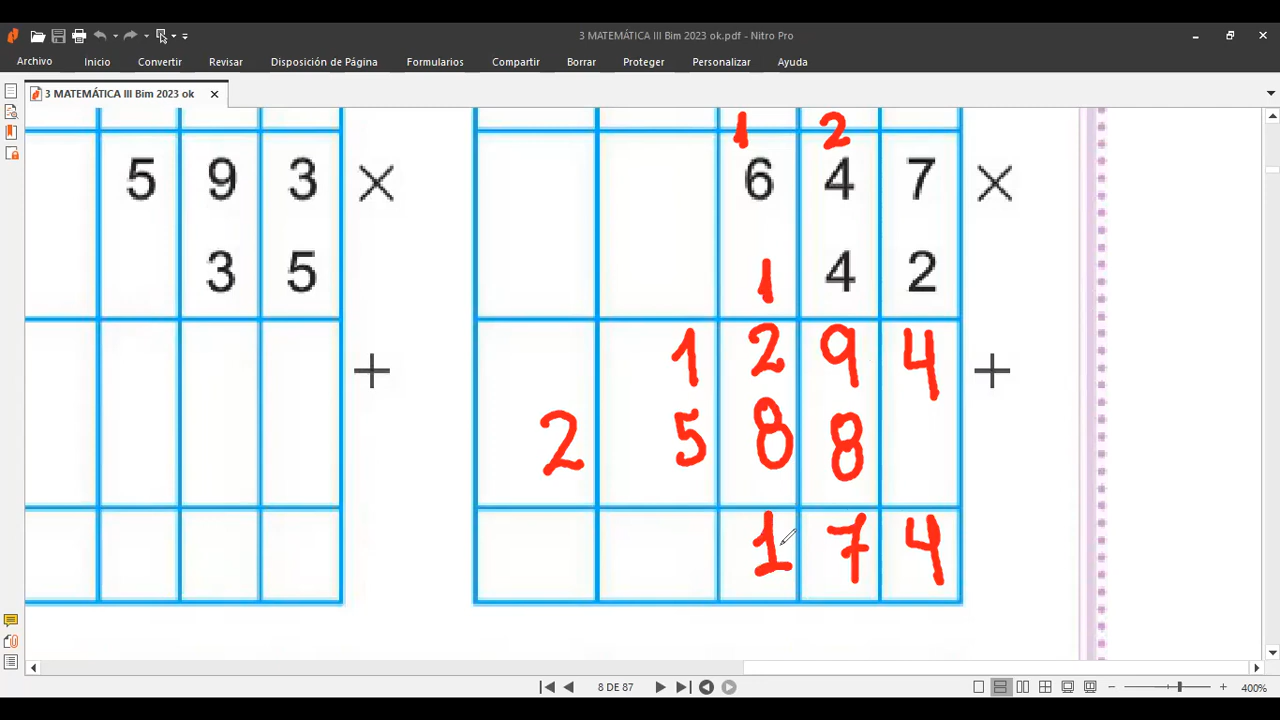 3 MATEMÁTICA III Bim 2023 ok.pdf - Nitro Pro
Archivo Inicio Convertir Revisar Disposición de Página Formularios Compartir Borrar Proteger Personalizar Ayuda
3 MATEMÁTICA III Bim 2023 ok
1 2
5 9 3 × 6 4 7 ×
3 5 1 4 2
+ 1 2 9 4 +
2 5 8 8
1 7 4
8 DE 87
400%